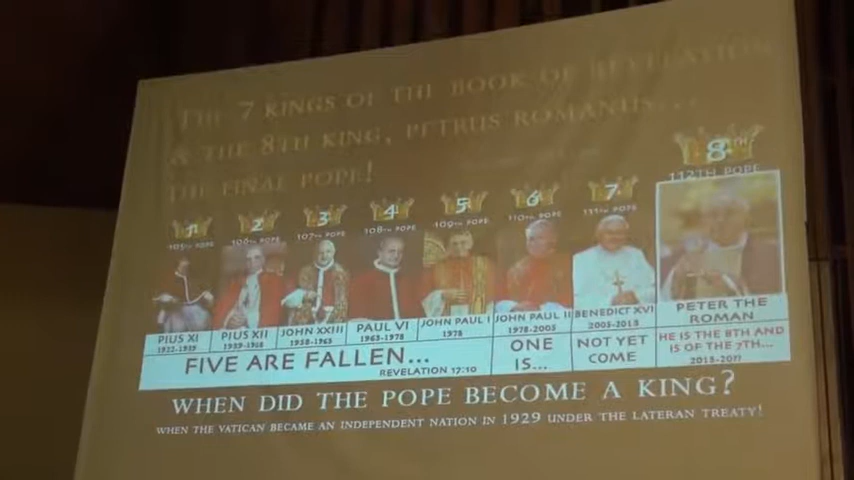 THE 7 KINGS OF THE BOOK OF REVELATION
& THE 8TH KING, PETRUS ROMANUS...
THE FINAL POPE!
1 2 3 4 5 6 7 8TH
105TH POPE 106TH POPE 107TH POPE 108TH POPE 109TH POPE 110TH POPE 111TH POPE 112TH POPE
PIUS XI PIUS XII JOHN XXIII PAUL VI JOHN PAUL I JOHN PAUL II BENEDICT XVI PETER THE ROMAN
1922-1939 1939-1958 1958-1963 1963-1978 1978 1978-2005 2005-2013
FIVE ARE FALLEN... ONE IS... NOT YET COME HE IS THE 8TH AND IS OF THE 7TH...
REVELATION 17:10
WHEN DID THE POPE BECOME A KING?
WHEN THE VATICAN BECAME AN INDEPENDENT NATION IN 1929 UNDER THE LATERAN TREATY!